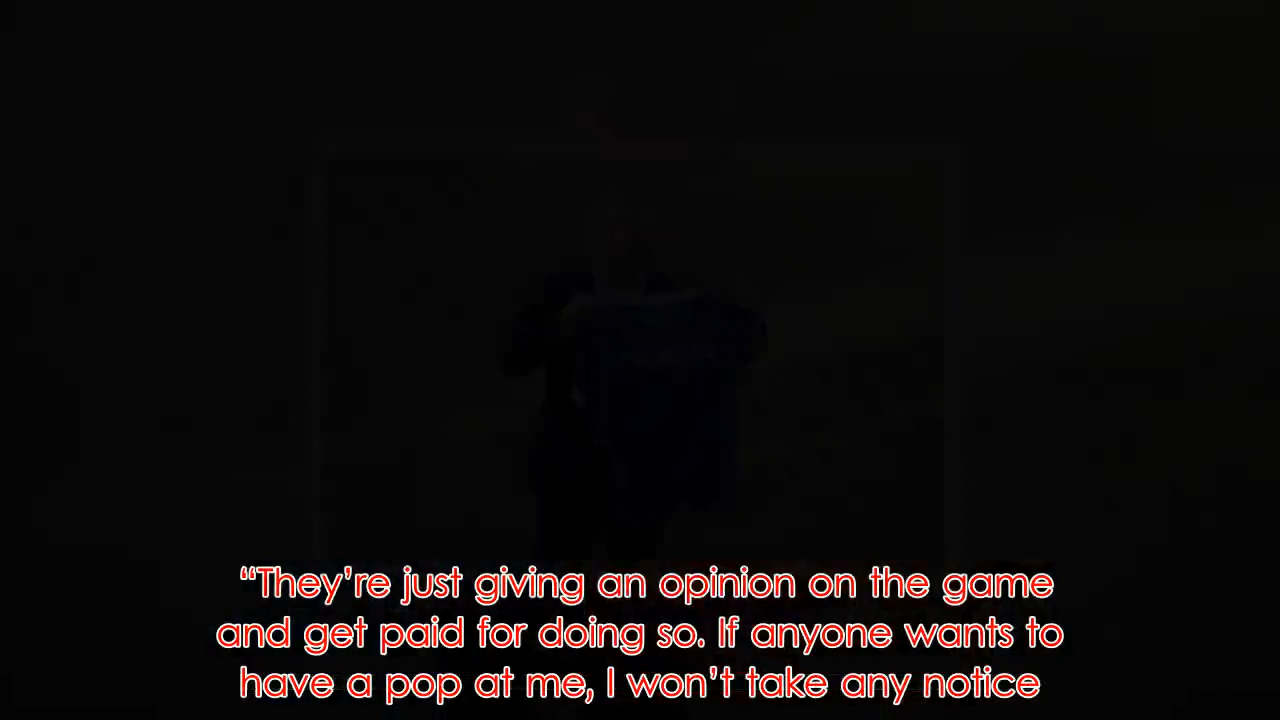 “They’re just giving an opinion on the game
and get paid for doing so. If anyone wants to
have a pop at me, I won’t take any notice